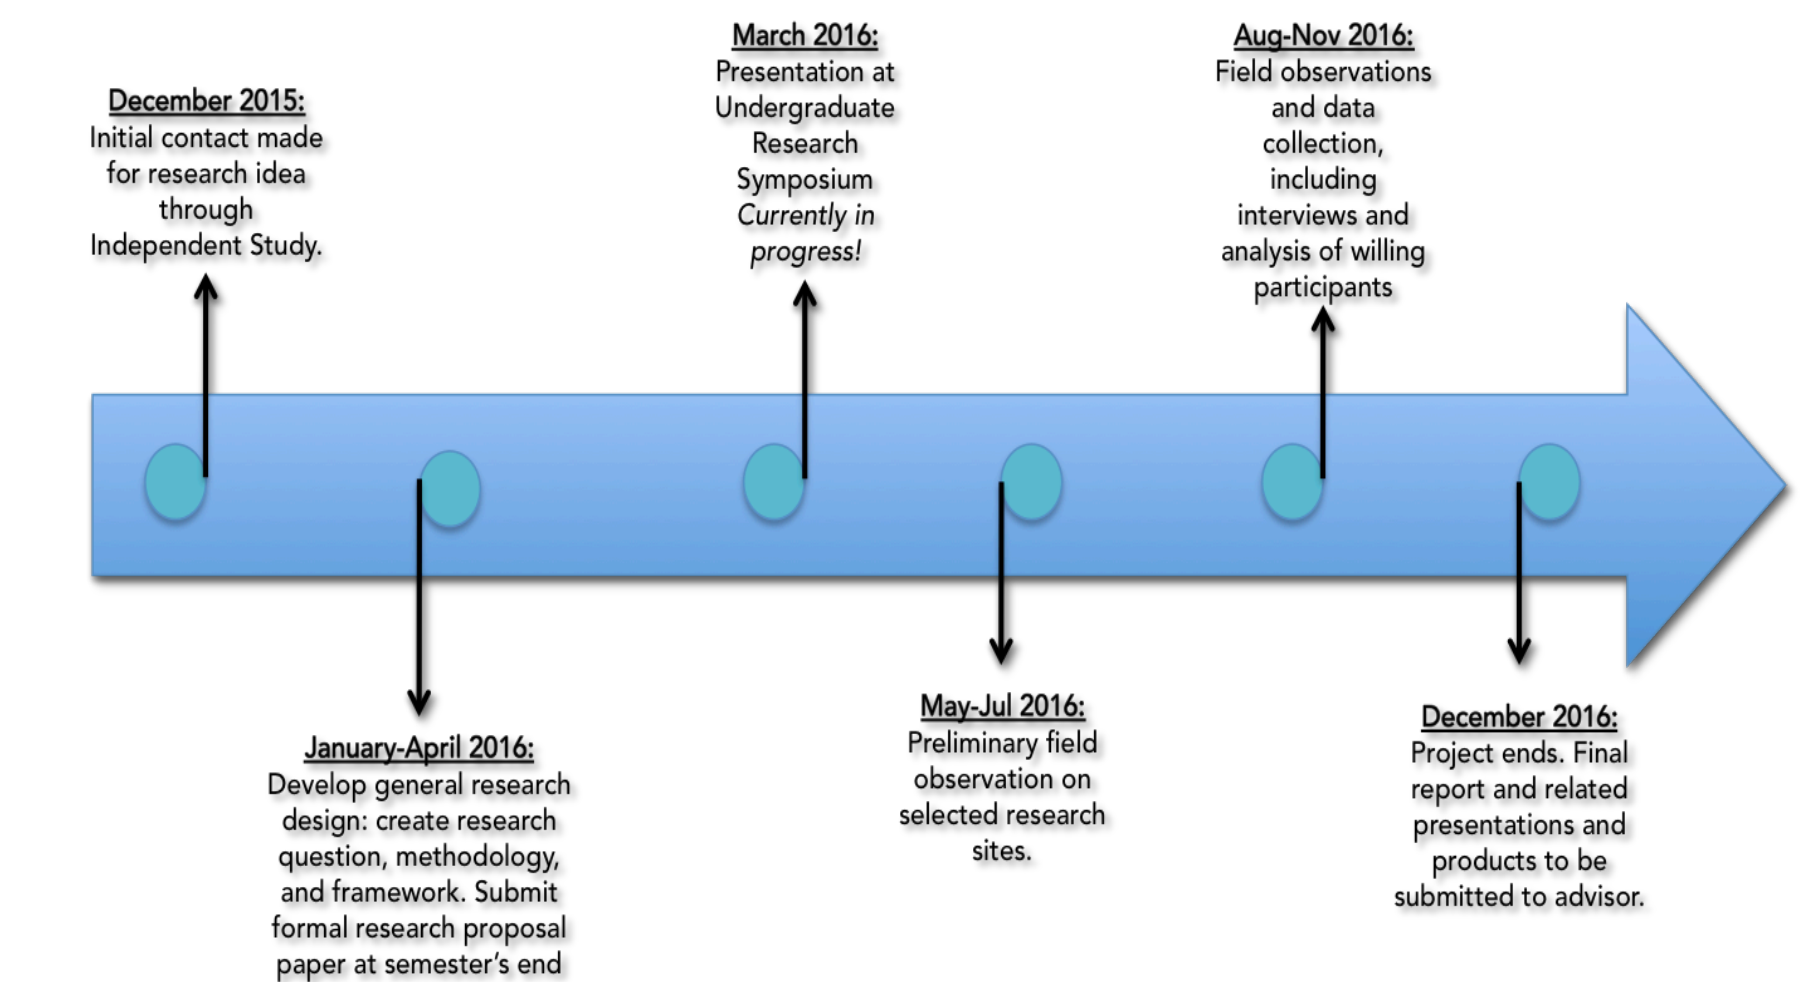 December 2015:
Initial contact made
for research idea
through
Independent Study.
January-April 2016:
Develop general research
design: create research
question, methodology,
and framework. Submit
formal research proposal
paper at semester's end
March 2016:
Presentation at
Undergraduate
Research
Symposium
Currently in
progress!
May-Jul 2016:
Preliminary field
observation on
selected research
sites.
Aug-Nov 2016:
Field observations
and data
collection,
including
interviews and
analysis of willing
participants
December 2016:
Project ends. Final
report and related
presentations and
products to be
submitted to advisor.